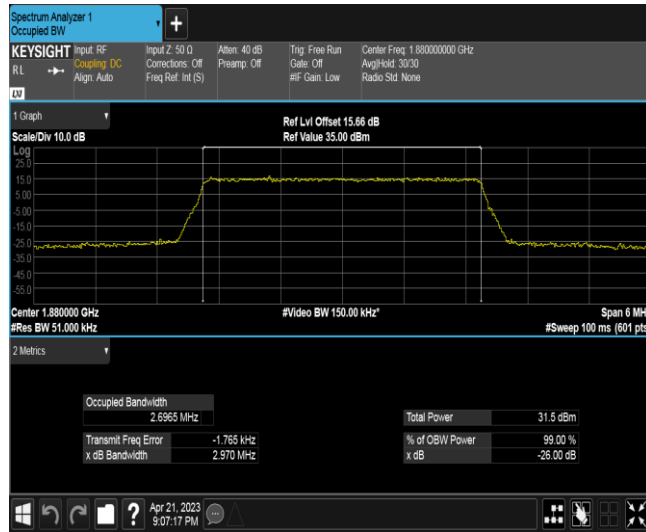 Spectrum Analyzer 1
Occupied BW
+
KEYSIGHT
RL
LXI
Input: RF
Coupling: DC
Align: Auto
Input Z: 50 Ω
Corrections: Off
Freq Ref: Int (S)
Atten: 40 dB
Preamp: Off
Trig: Free Run
Gate: Off
#IF Gain: Low
Center Freq: 1.880000000 GHz
Avg|Hold: 30/30
Radio Std: None
1 Graph
Scale/Div 10.0 dB
Ref Lvl Offset 15.66 dB
Ref Value 35.00 dBm
Log
25.0
15.0
5.00
-5.00
-15.0
-25.0
-35.0
-45.0
-55.0
Center 1.880000 GHz
#Video BW 150.00 kHz*
Span 6 MH
#Res BW 51.000 kHz
#Sweep 100 ms (601 pts
2 Metrics
Occupied Bandwidth
2.6965 MHz
Total Power 31.5 dBm
Transmit Freq Error -1.765 kHz
% of OBW Power 99.00 %
x dB Bandwidth 2.970 MHz
x dB -26.00 dB
?
Apr 21, 2023
9:07:17 PM